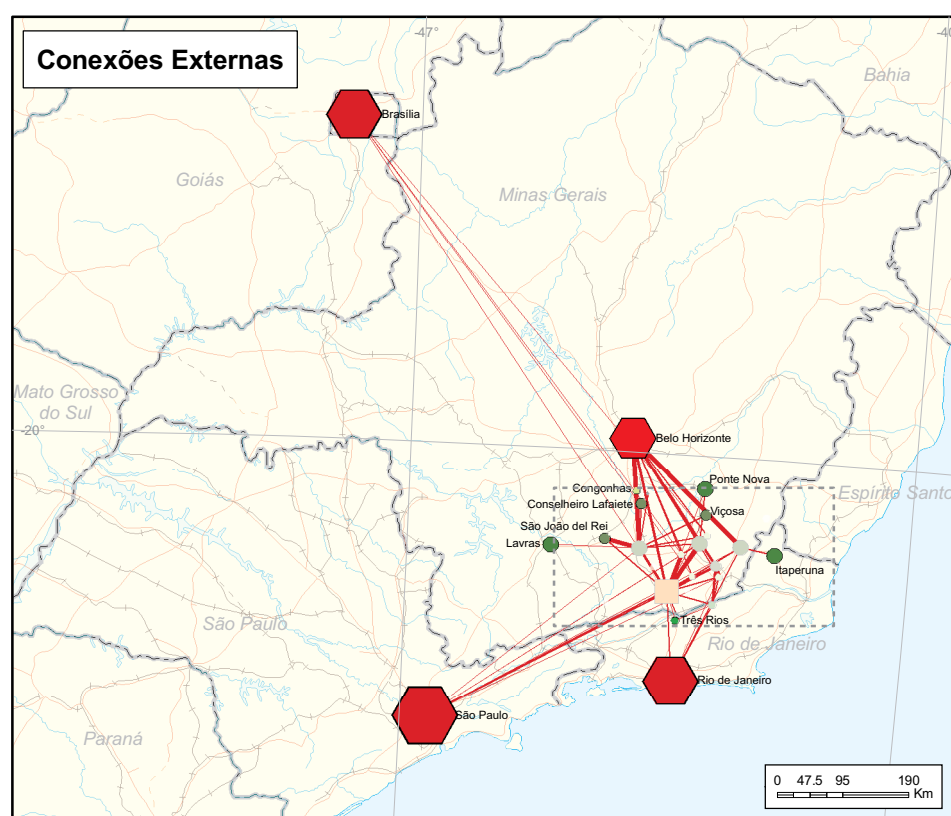 Conexões Externas
-47°
-40
Bahia
Brasília
Goiás
Minas Gerais
Mato Grosso
do Sul
-20°
Belo Horizonte
Ponte Nova
Congonhas
Espírito Santo
Conselheiro Lafaiete
Viçosa
São João del Rei
Lavras
Itaperuna
São Paulo
Três Rios
Rio de Janeiro
Rio de Janeiro
São Paulo
Paraná
0 47.5 95 190
Km